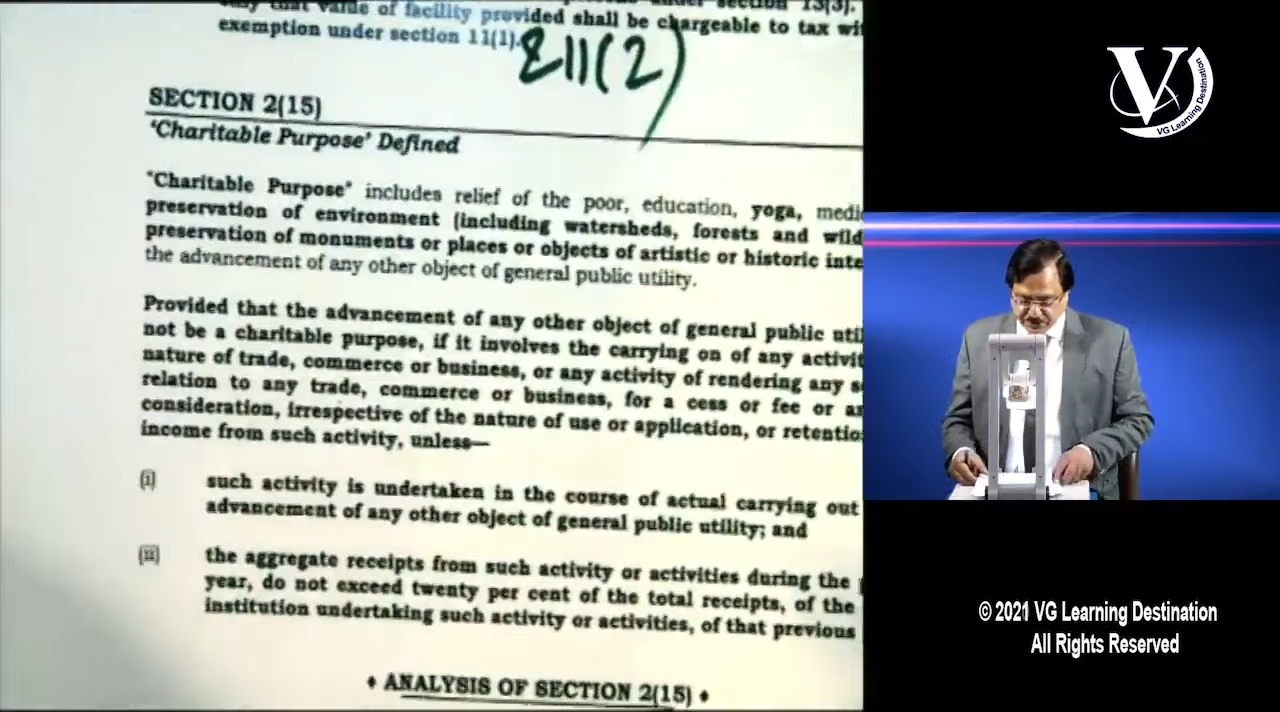 that value of facility provided shall be chargeable to tax
exemption under section 11(1).
&11(2)
SECTION 2(15)
'Charitable Purpose' Defined
"Charitable Purpose" includes relief of the poor, education, yoga, medi
preservation of environment (including watersheds, forests and wild
preservation of monuments or places or objects of artistic or historic inte
the advancement of any other object of general public utility.
Provided that the advancement of any other object of general public util
not be a charitable purpose, if it involves the carrying on of any activit
nature of trade, commerce or business, or any activity of rendering any s
relation to any trade, commerce or business, for a cess or fee or a
consideration, irrespective of the nature of use or application, or retentio
income from such activity, unless—
(i) such activity is undertaken in the course of actual carrying out
advancement of any other object of general public utility; and
(ii) the aggregate receipts from such activity or activities during the
year, do not exceed twenty per cent of the total receipts, of the
institution undertaking such activity or activities, of that previous
♦ ANALYSIS OF SECTION 2(15) ♦
V
VG Learning Destination
© 2021 VG Learning Destination
All Rights Reserved